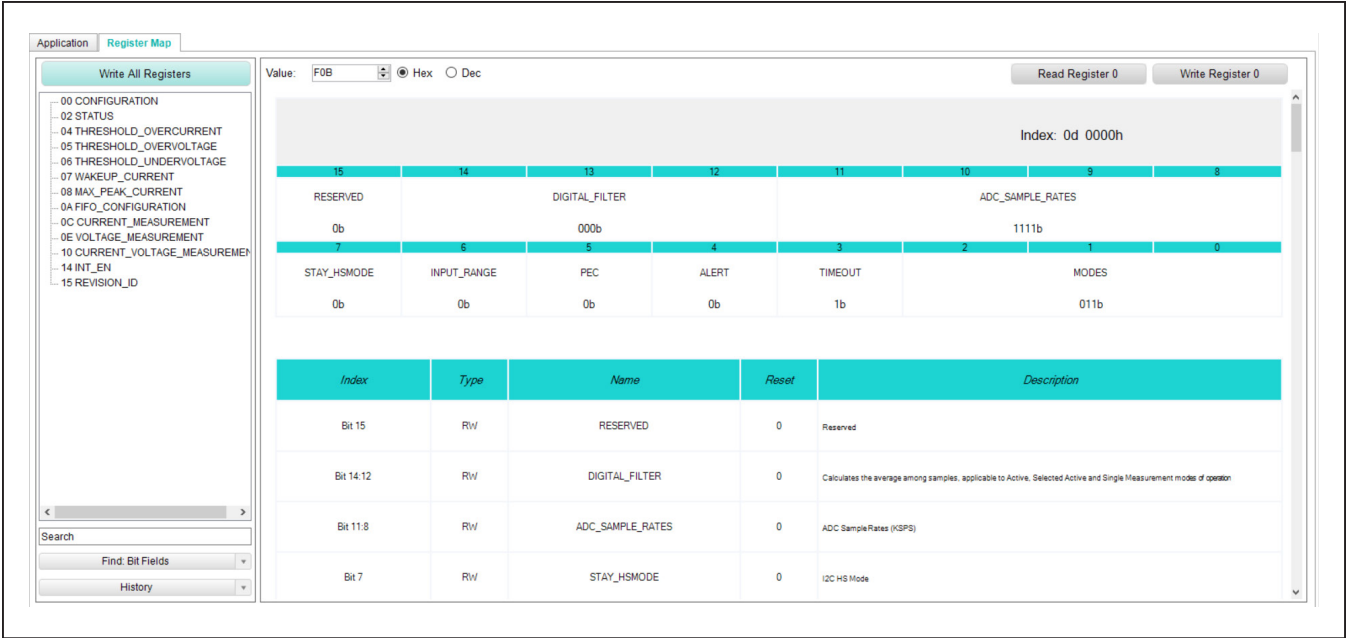 Application Register Map
Write All Registers
00 CONFIGURATION
02 STATUS
04 THRESHOLD_OVERCURRENT
05 THRESHOLD_OVERVOLTAGE
06 THRESHOLD_UNDERVOLTAGE
07 WAKEUP_CURRENT
08 MAX_PEAK_CURRENT
0A FIFO_CONFIGURATION
0C CURRENT_MEASUREMENT
0E VOLTAGE_MEASUREMENT
10 CURRENT_VOLTAGE_MEASUREMEN
14 INT_EN
15 REVISION_ID
Search
Find: Bit Fields
History
Value: F0B Hex Dec Read Register 0 Write Register 0
Index: 0d 0000h
15 14 13 12 11 10 9 8
RESERVED DIGITAL_FILTER ADC_SAMPLE_RATES
0b 000b 1111b
7 6 5 4 3 2 1 0
STAY_HSMODE INPUT_RANGE PEC ALERT TIMEOUT MODES
0b 0b 0b 0b 1b 011b
Index Type Name Reset Description
Bit 15 RW RESERVED 0 Reserved
Bit 14:12 RW DIGITAL_FILTER 0 Calculates the average among samples, applicable to Active, Selected Active and Single Measurement modes of operation
Bit 11:8 RW ADC_SAMPLE_RATES 0 ADC Sample Rates (KSPS)
Bit 7 RW STAY_HSMODE 0 I2C HS Mode